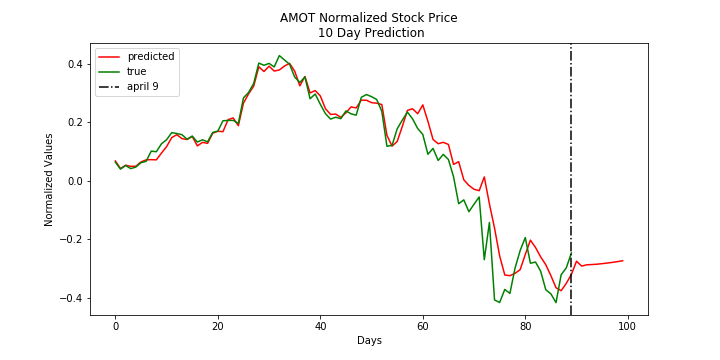 AMOT Normalized Stock Price
10 Day Prediction
predicted
true
april 9
Normalized Values
0.4
0.2
0.0
−0.2
−0.4
0
20
40
60
80
100
Days